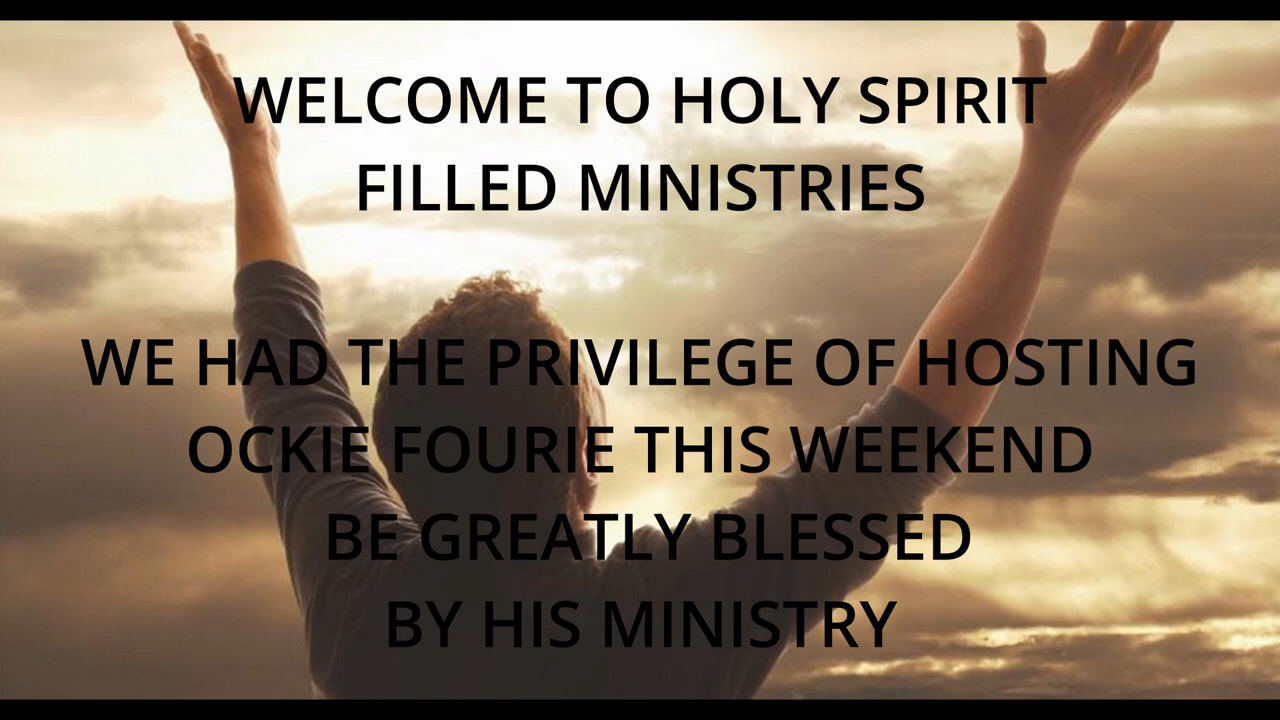 WELCOME TO HOLY SPIRIT
FILLED MINISTRIES
WE HAD THE PRIVILEGE OF HOSTING
OCKIE FOURIE THIS WEEKEND
BE GREATLY BLESSED
BY HIS MINISTRY